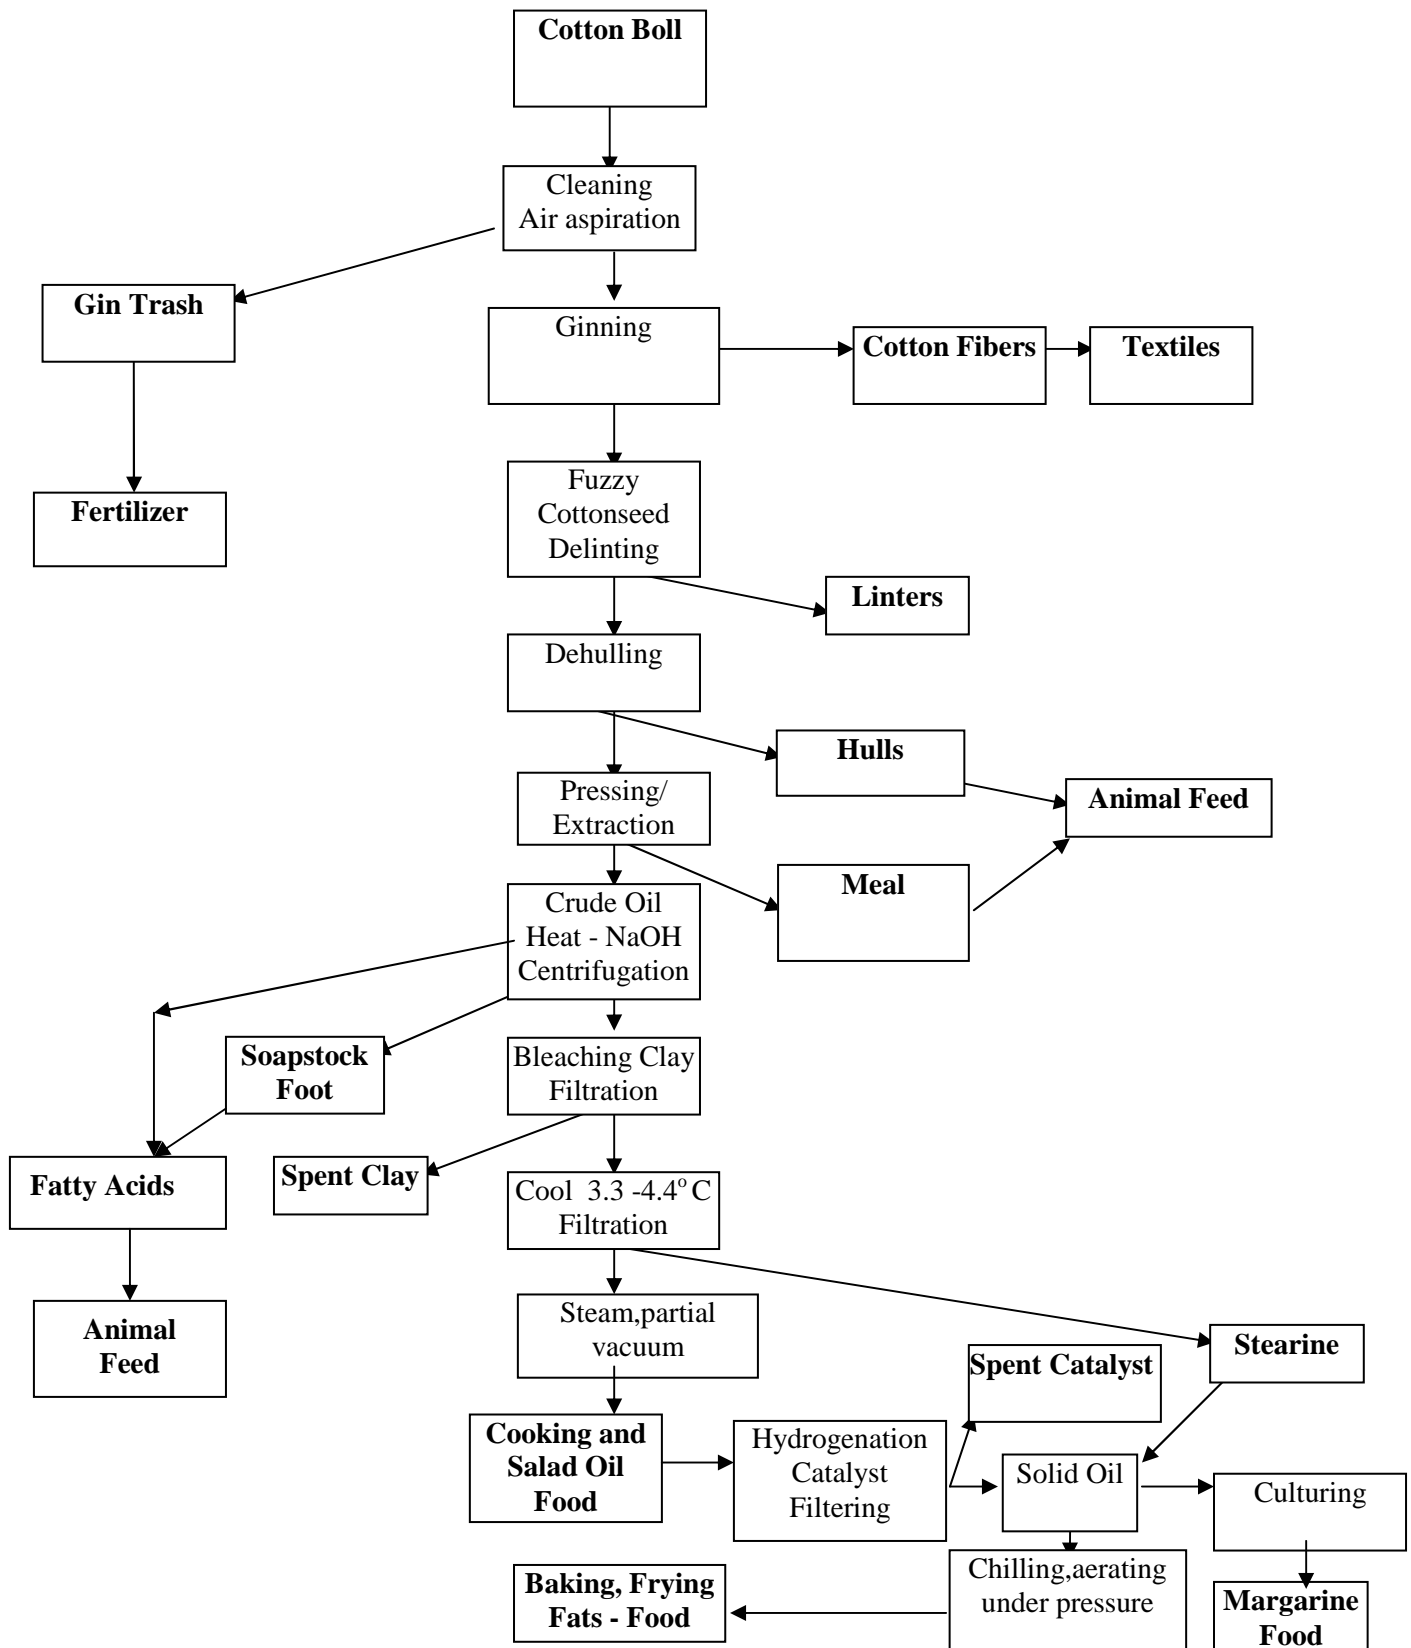 Cotton Boll
Cleaning
Air aspiration
Gin Trash
Ginning
Cotton Fibers
Textiles
Fertilizer
Fuzzy
Cottonseed
Delinting
Linters
Dehulling
Hulls
Pressing/
Extraction
Animal Feed
Meal
Crude Oil
Heat - NaOH
Centrifugation
Soapstock
Foot
Bleaching Clay
Filtration
Fatty Acids
Spent Clay
Cool 3.3 -4.4° C
Filtration
Animal
Feed
Steam,partial
vacuum
Stearine
Spent Catalyst
Cooking and
Salad Oil
Food
Hydrogenation
Catalyst
Filtering
Solid Oil
Culturing
Baking, Frying
Fats - Food
Chilling,aerating
under pressure
Margarine
Food